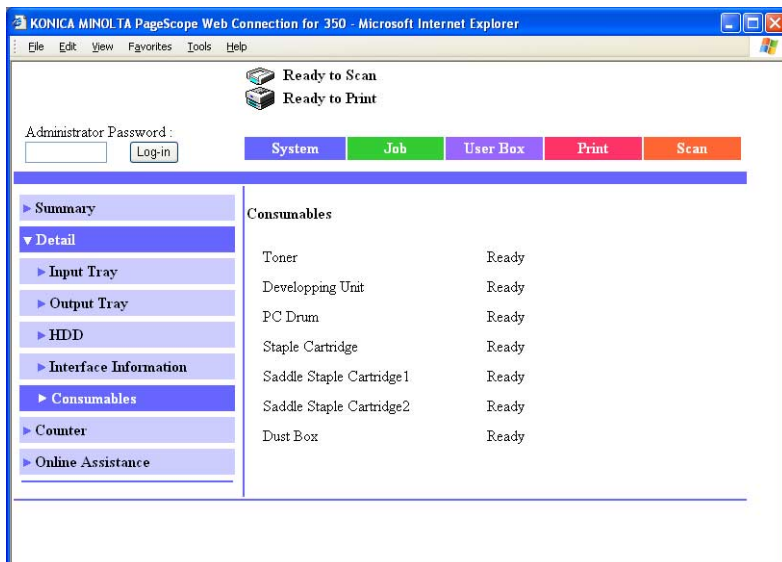 KONICA MINOLTA PageScope Web Connection for 350 - Microsoft Internet Explorer
File Edit View Favorites Tools Help
Ready to Scan
Ready to Print
Administrator Password :
Log-in
System Job User Box Print Scan
Summary
Detail
Input Tray
Output Tray
HDD
Interface Information
Consumables
Counter
Online Assistance
Consumables
Toner Ready
Developping Unit Ready
PC Drum Ready
Staple Cartridge Ready
Saddle Staple Cartridge1 Ready
Saddle Staple Cartridge2 Ready
Dust Box Ready